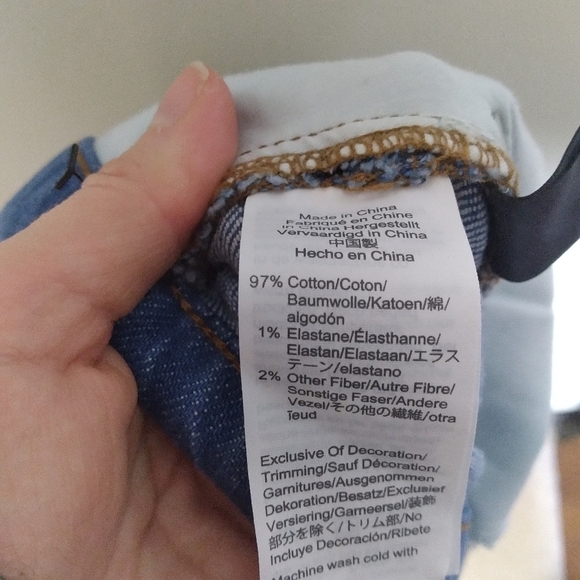 Made in China
Fabriqué en Chine
in China Hergestellt
Vervaardigd in China
中国製
Hecho en China
97% Cotton/Coton/
Baumwolle/Katoen/綿/
algodón
1% Elastane/Élasthanne/
Elastan/Elastaan/エラス
テーン/elastano
2% Other Fiber/Autre Fibre/
Sonstige Faser/Andere
Vezel/その他の繊維/otra
Exclusive Of Decoration/
Trimming/Sauf Décoration/
Garnitures/Ausgenommen
Dekoration/Besatz/Exclusief
Versiering/Garneersel/装飾
部分を除く/トリム部/No
Incluye Decoración/Ribete
Machine wash cold with